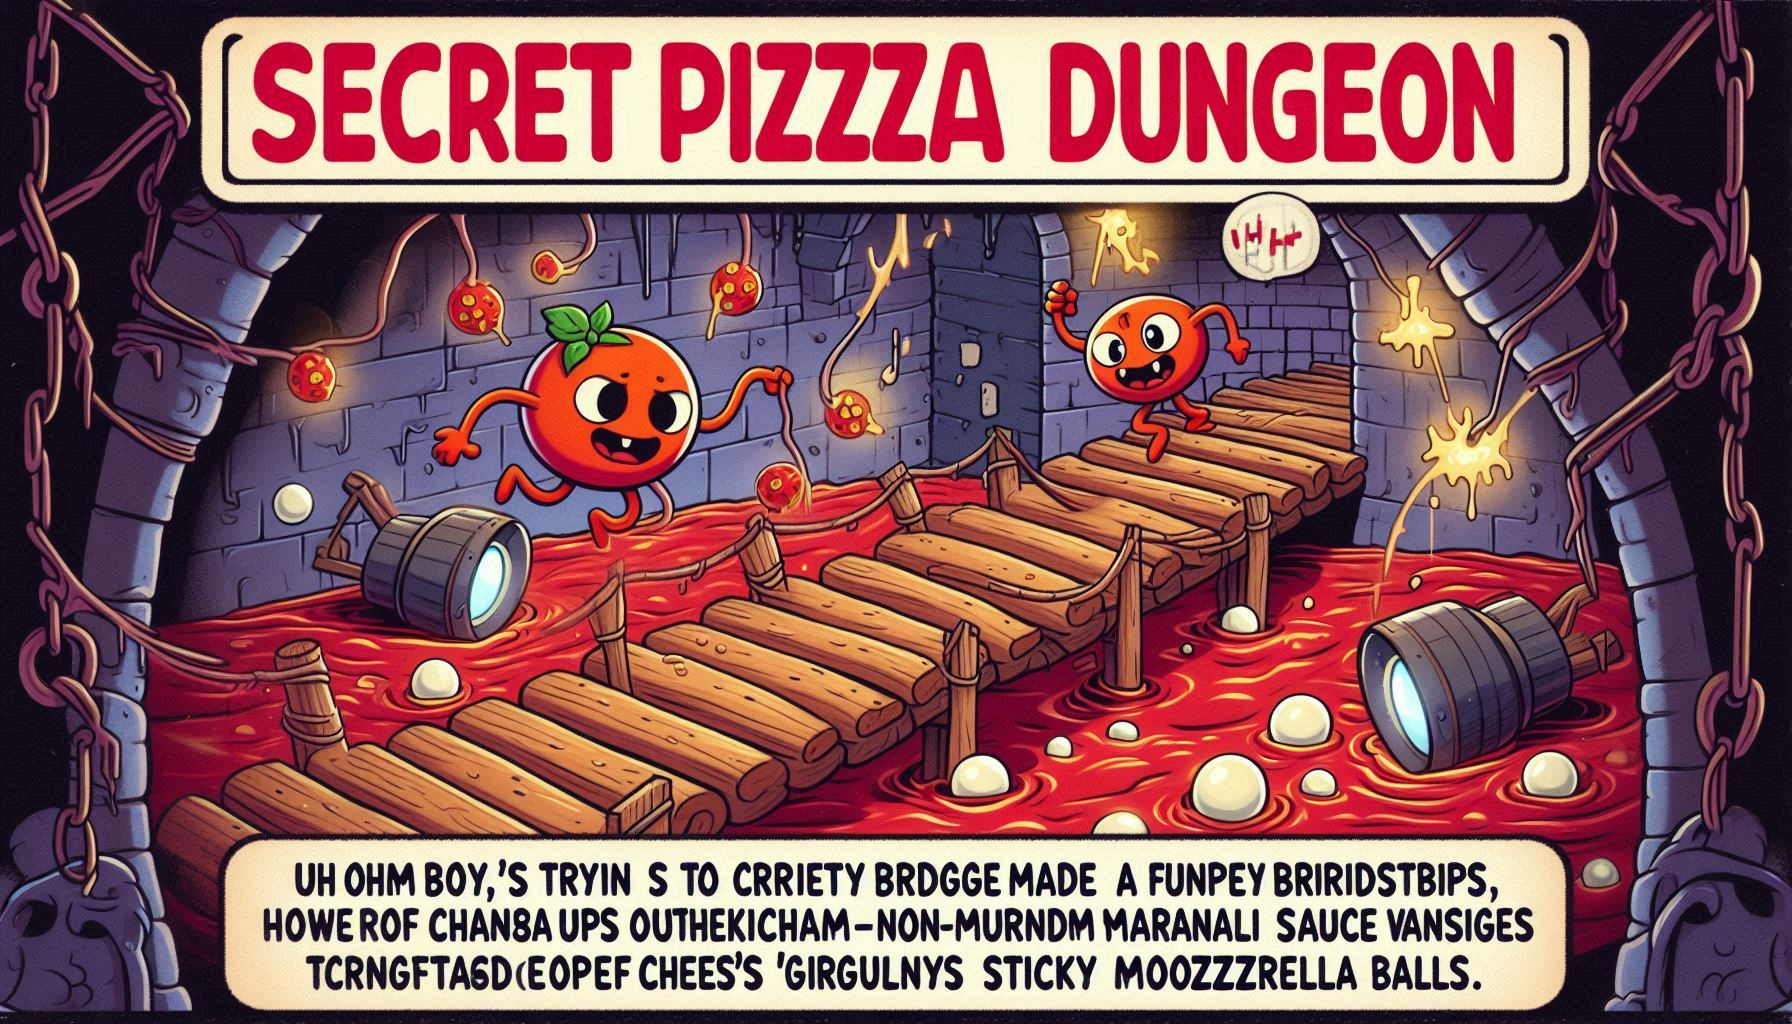 SECRET PIZZZA DUNGEON
UH OHM BOY,'S TRYIN S TO CRRIETY BRDGGE MADE A FUNPEY BRIRIDSTBIPS,
HOWE ROF CHAN8A UPS OUTHEKICHAM-NON-MURNDM MARANALI SAUCE VANSIGES
TCRNGFTA6D(EOPEF CHEES'S 'GIRGULNYS STICKY MOOZZZRELLA BALLS.